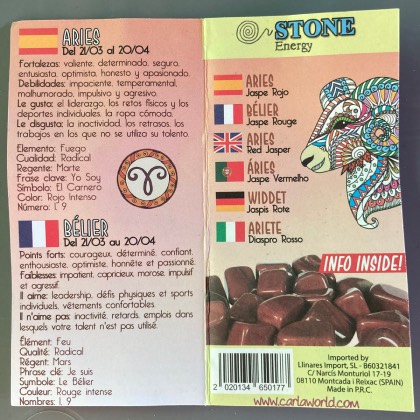 ARIES
Del 21/03 al 20/04
Fortalezas: valiente, determinado, seguro,
entusiasta, optimista, honesto y apasionado.
Debilidades: impaciente, temperamental,
malhumorado, impulsivo y agresivo.
Le gusta: el liderazgo, los retos físicos y los
deportes individuales, la ropa cómoda.
Le disgusta: la inactividad, los retrasos, los
trabajos en los que no se utiliza su talento.
Elemento: Fuego
Cualidad: Radical
Regente: Marte
Frase clave: Yo Soy
Símbolo: El Carnero
Color: Rojo Intenso
Número: 1, 9
BÉLIER
Du 21/03 au 20/04
Points forts: courageux, déterminé, confiant,
enthousiaste, optimiste, honnête et passionné.
Faiblesses: impatient, capricieux, morose, impulsif
et agressif.
Il aime: leadership, défis physiques et sports
individuels, vêtements confortables
Il n'aime pas: inactivité, retards, emplois dans
lesquels votre talent n'est pas utilisé.
Élément: Feu
Qualité: Radical
Régent: Mars
Phrase clé: Je suis
Symbole: Le Bélier
Couleur: Rouge intense
Nombres: 1, 9
STONE
Energy
ARIES
Jaspe Rojo
BÉLIER
Jaspe Rouge
ARIES
Red Jasper
ÁRIES
Jaspe Vermelho
WIDDET
Jaspis Rote
ARIETE
Diaspro Rosso
INFO INSIDE!
2 020134 650177
Imported by
Llinares import, SL - B60321841
C/ Narcis Monturiol 17-19
08110 Montcada i Reixac (SPAIN)
Made in P.R.C.
www.carlaworld.com